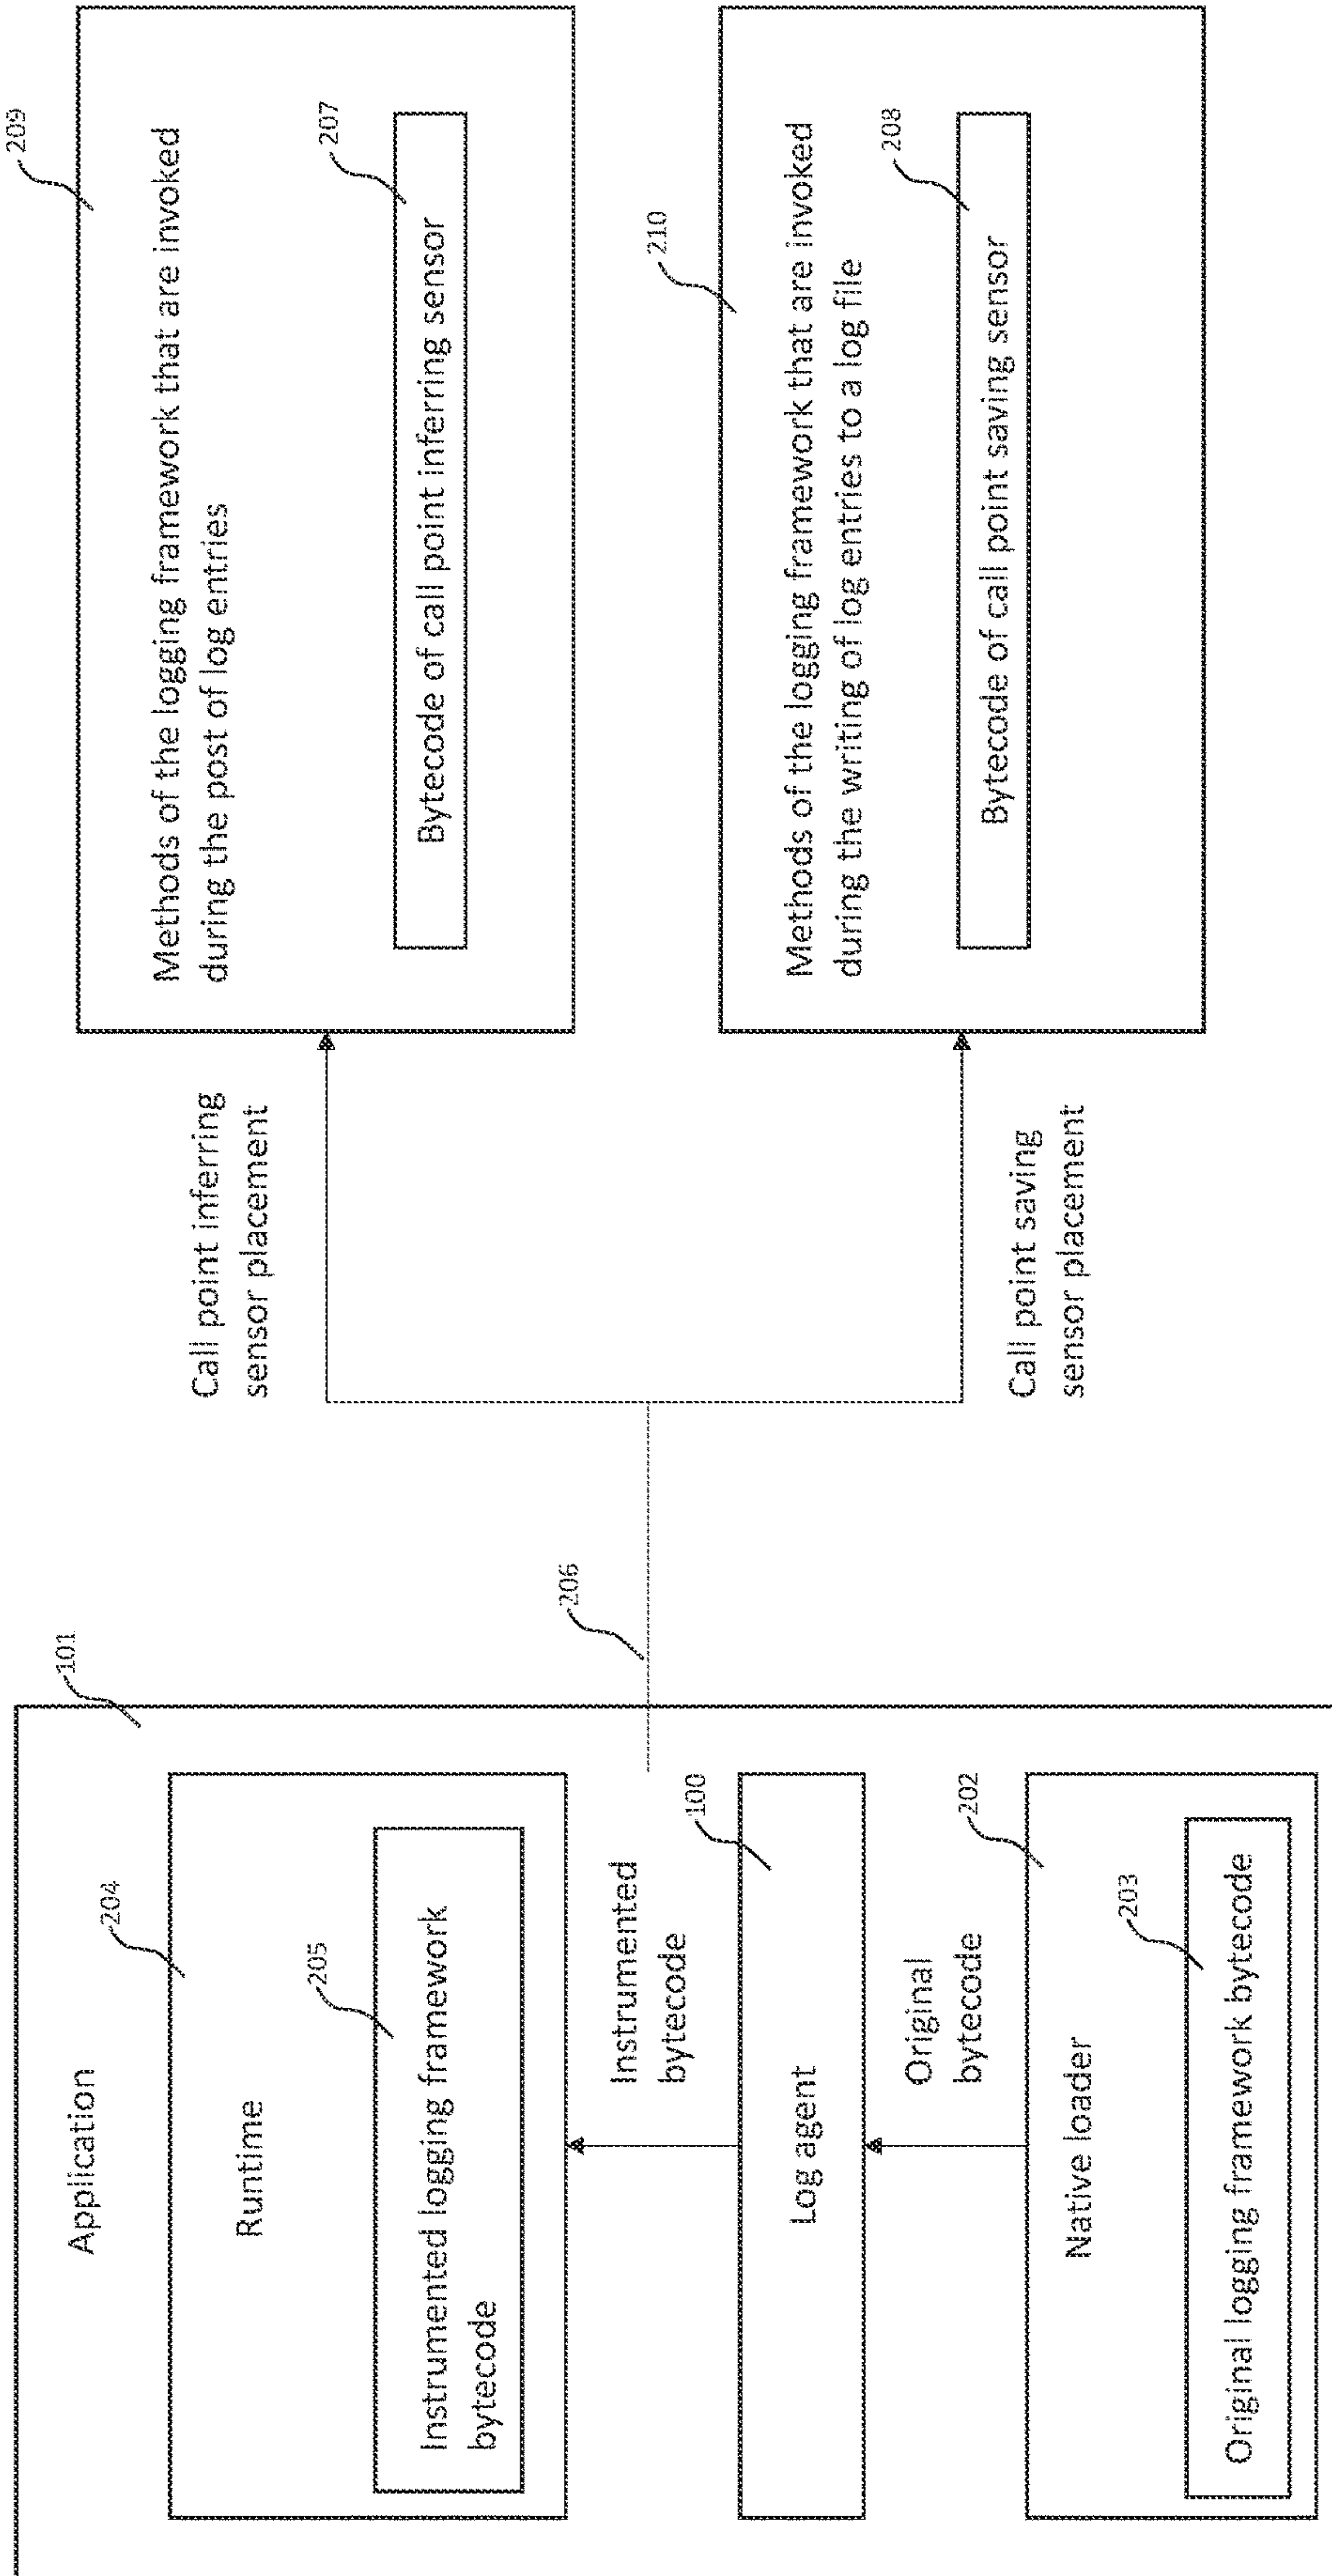 101
Application
204
Runtime
205
Instrumented logging framework
bytecode
Instrumented
bytecode
100
Log agent
Original
bytecode
202
Native loader
203
Original logging framework bytecode
206
Call point inferring
sensor placement
Call point saving
sensor placement
209
Methods of the logging framework that are invoked
during the post of log entries
207
Bytecode of call point inferring sensor
210
Methods of the logging framework that are invoked
during the writing of log entries to a log file
208
Bytecode of call point saving sensor